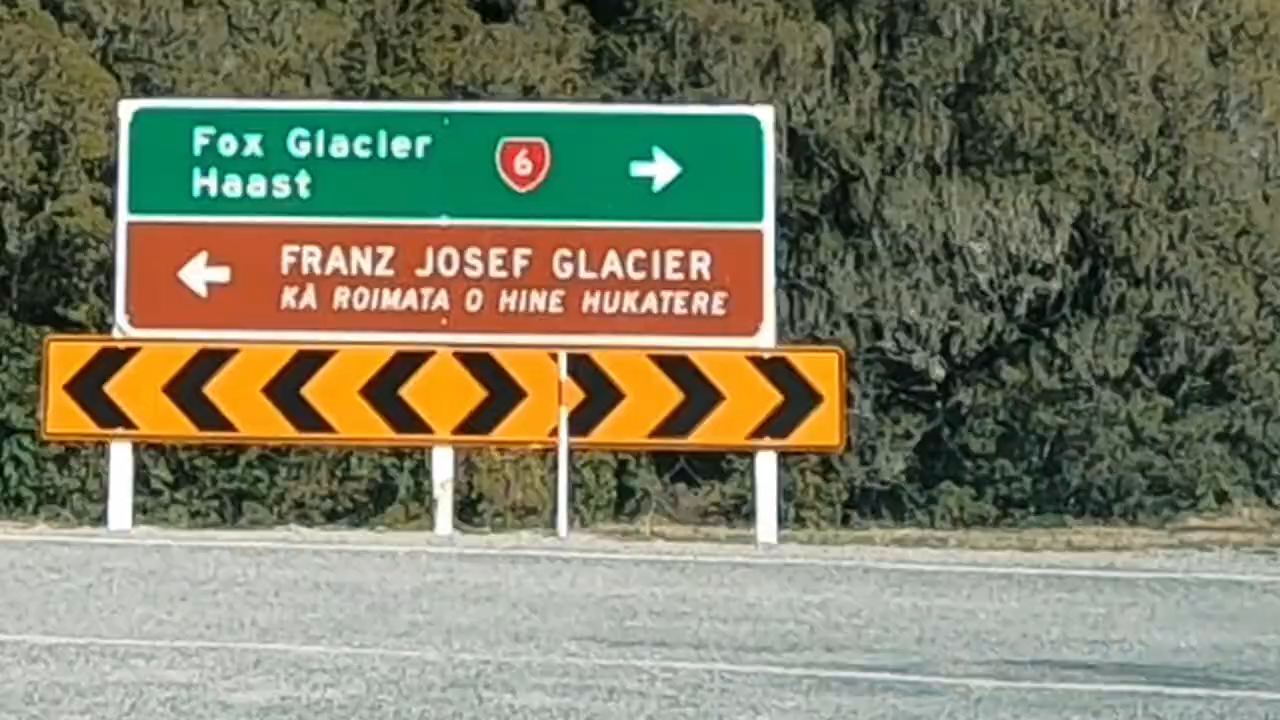 Fox Glacier
Haast
6
FRANZ JOSEF GLACIER
KĀ ROIMATA O HINE HUKATERE